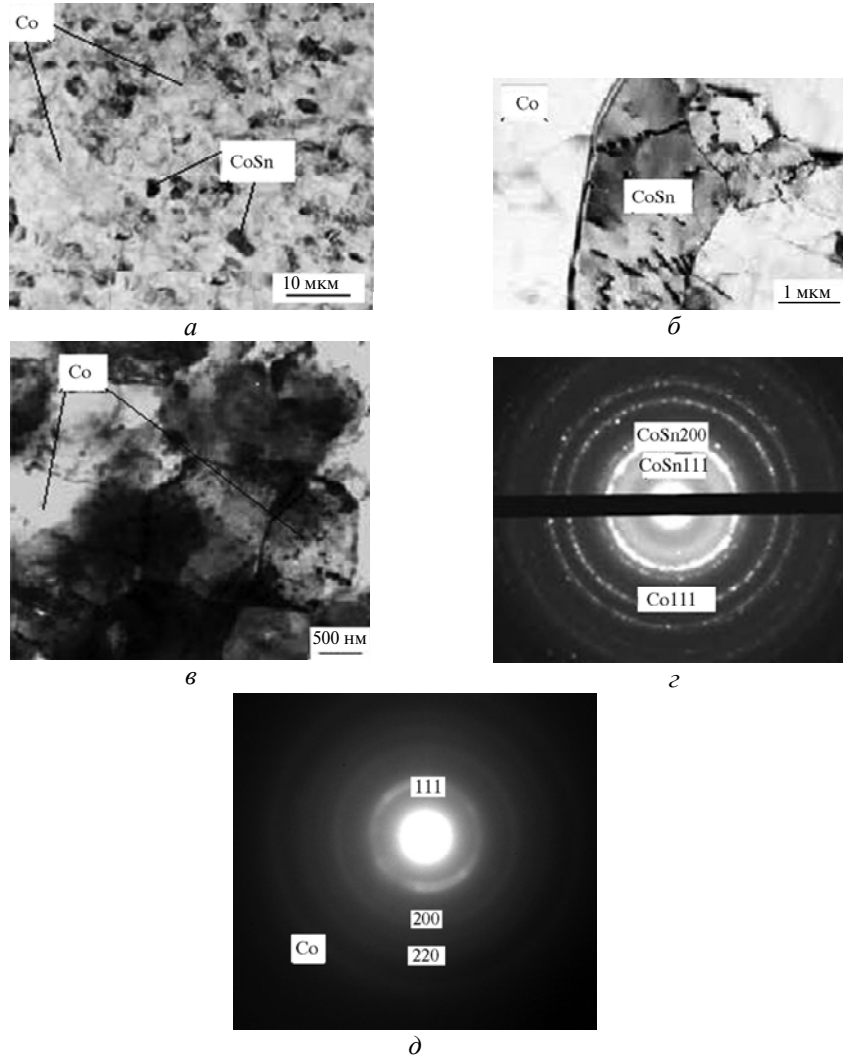 Co
CoSn
10 мкм
а
Co
CoSn
1 мкм
б
Co
500 нм
в
CoSn200
CoSn111
Co111
г
111
200
Co
220
д